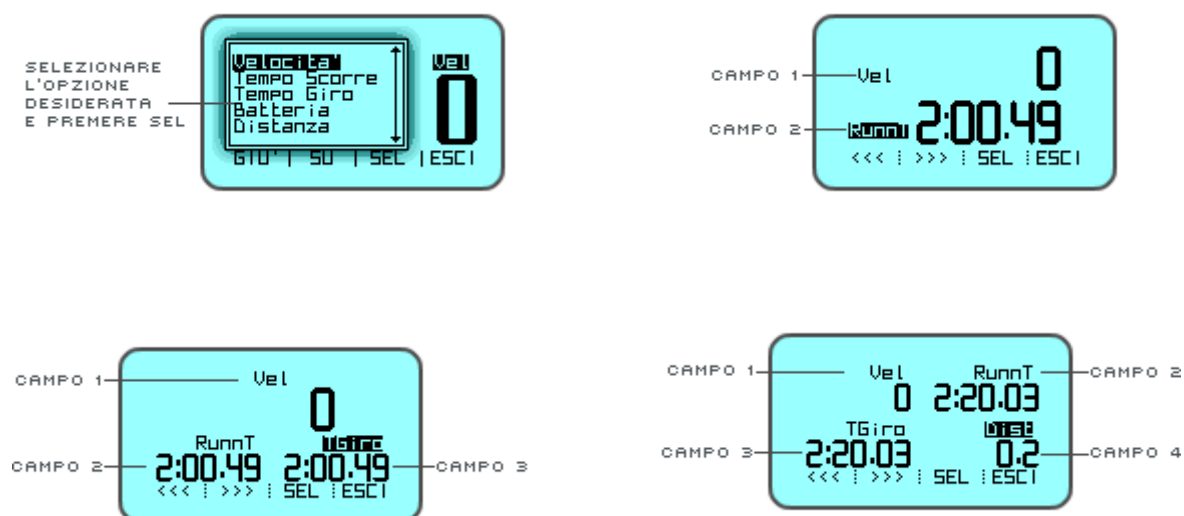 SELEZIONARE
L'OPZIONE
DESIDERATA
E PREMERE SEL
Velocita'
Tempo Scorre
Tempo Giro
Batteria
Distanza
Vel
0
GIU' | SU | SEL | ESCI
CAMPO 1
Vel
0
CAMPO 2
RunnT
2:00.49
<<< | >>> | SEL | ESCI
CAMPO 1
Vel
0
RunnT
TGiro
CAMPO 2
2:00.49
2:00.49
CAMPO 3
<<< | >>> | SEL | ESCI
CAMPO 1
Vel
RunnT
CAMPO 2
0
2:20.03
TGiro
Dist
CAMPO 3
2:20.03
0.2
CAMPO 4
<<< | >>> | SEL | ESCI